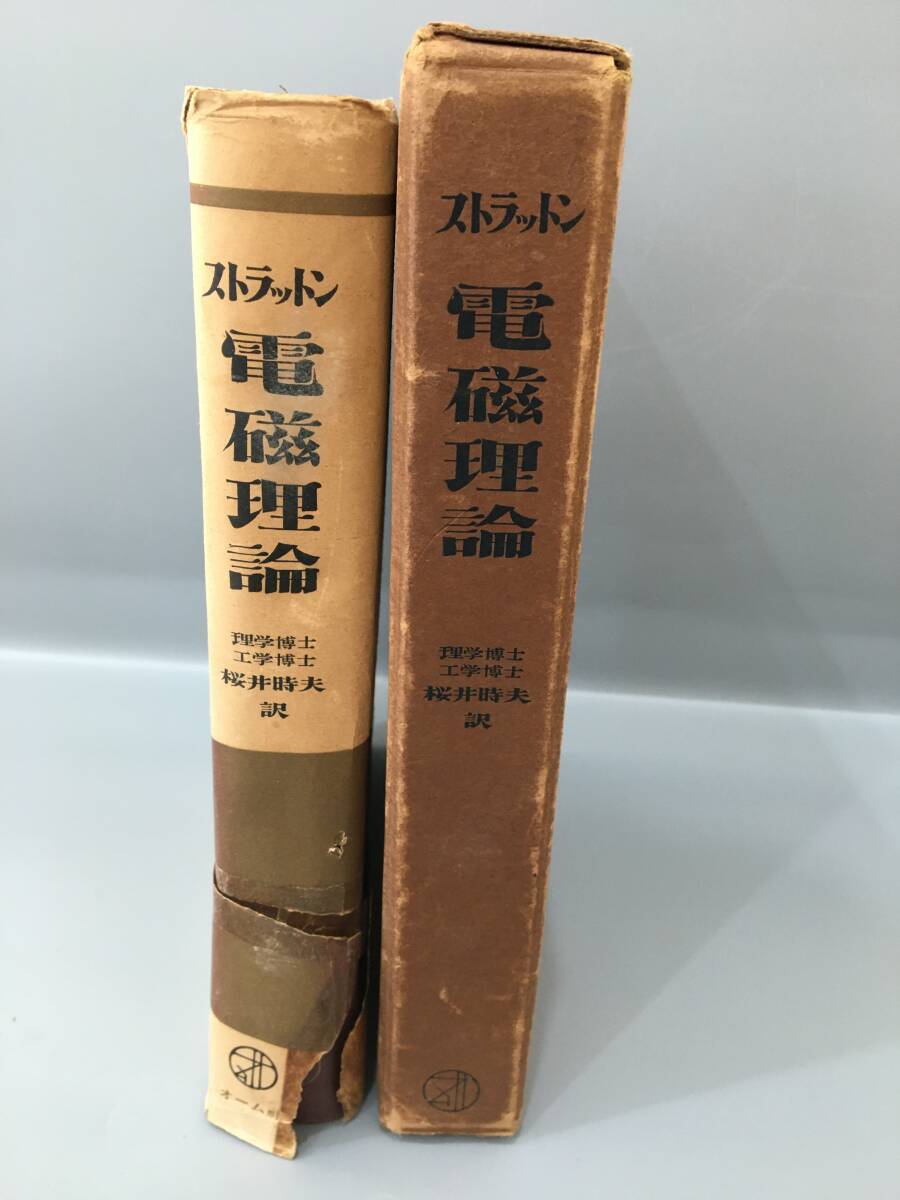 ストラットン
電磁理論
理学博士
工学博士
桜井時夫
訳
オーム
ストラットン
電磁理論
理学博士
工学博士
桜井時夫
訳